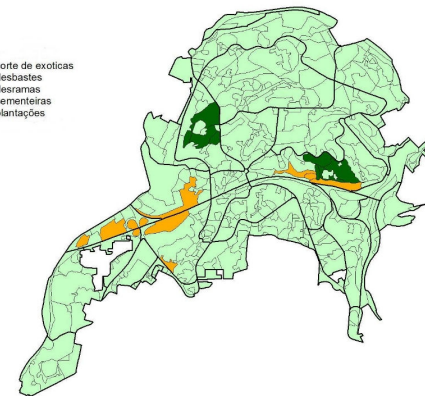 orte de exoticas
esbastes
esramas
ementeiras
lantações